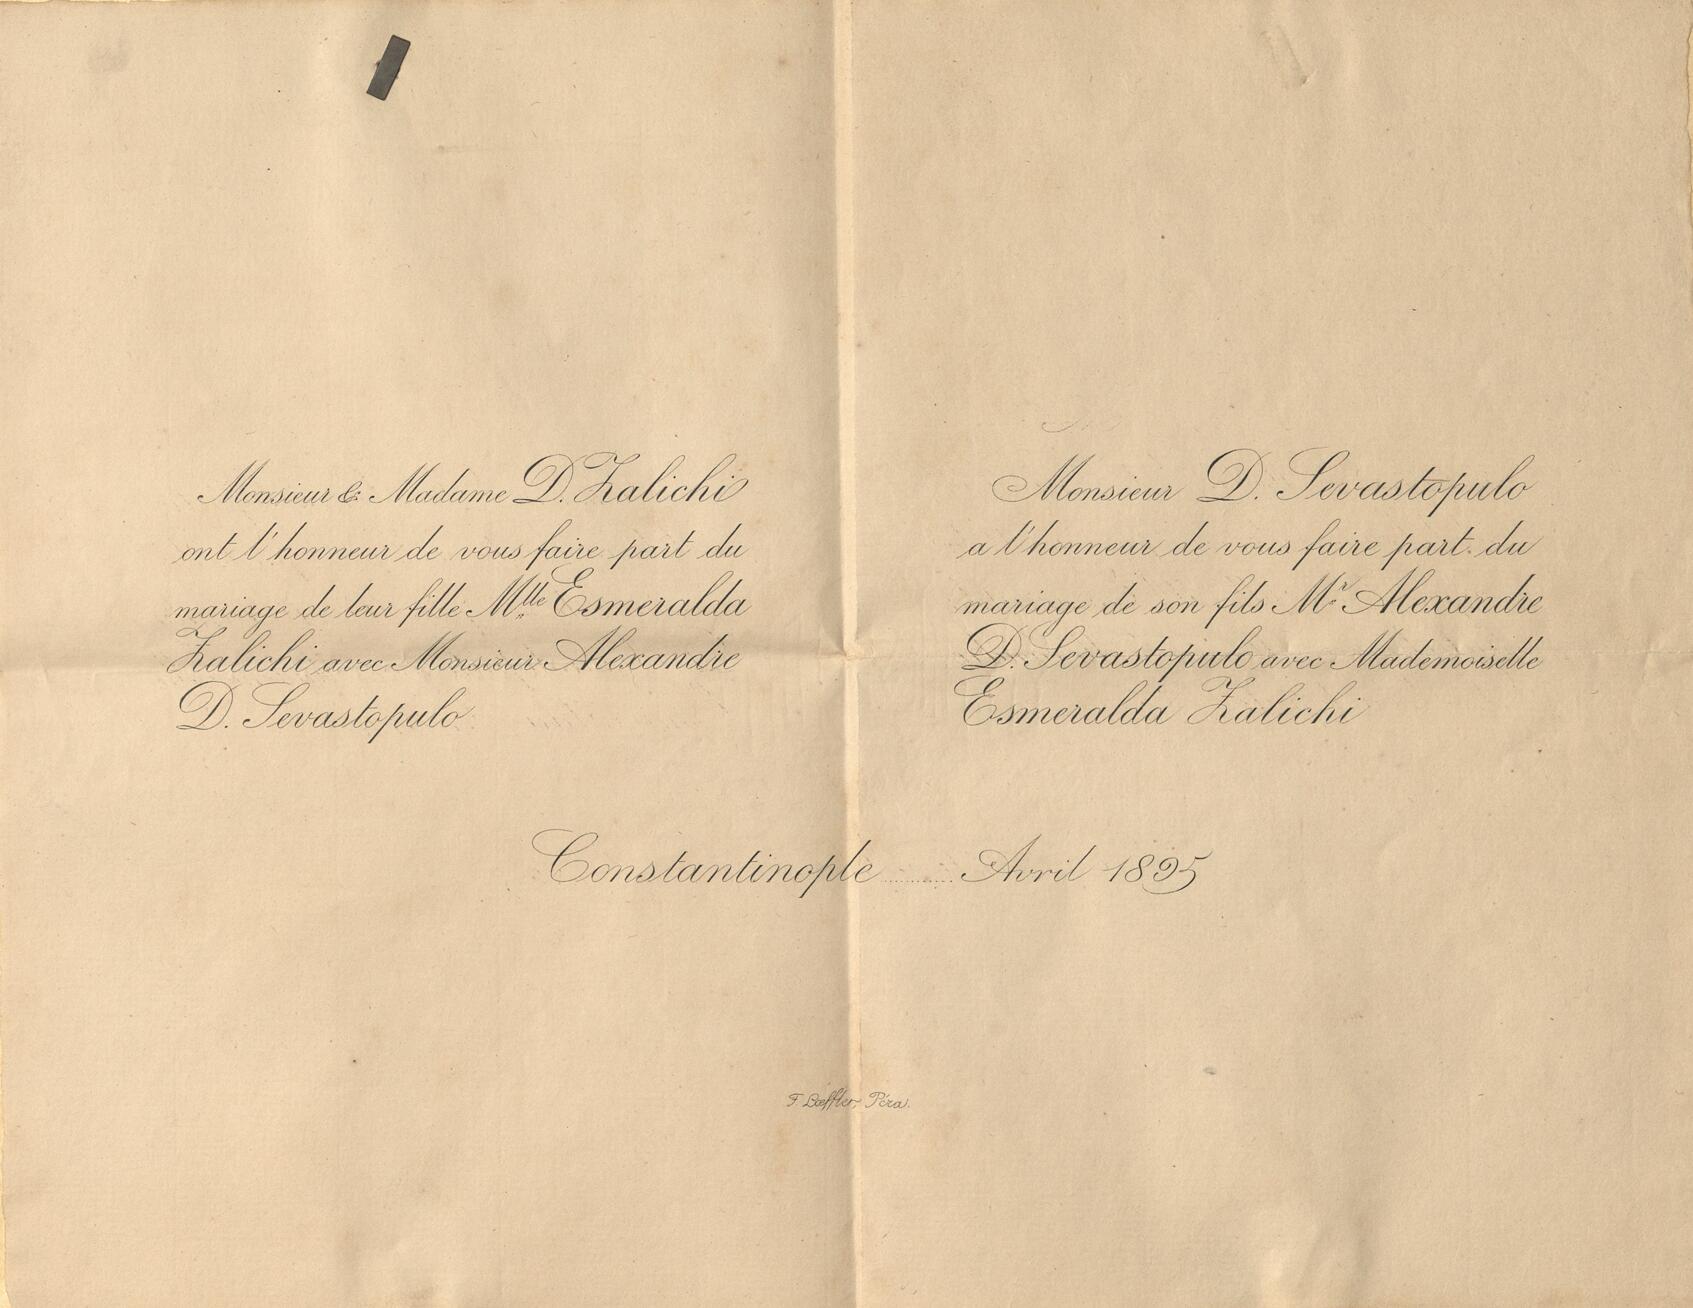 Monsieur & Madame D. Zalichi
ont l'honneur de vous faire part du
mariage de leur fille Mlle Esmeralda
Zalichi avec Monsieur Alexandre
D. Sevastopulo
Monsieur D. Sevastopulo
a l'honneur de vous faire part du
mariage de son fils Mr Alexandre
D. Sevastopulo avec Mademoiselle
Esmeralda Zalichi
Constantinople ........ Avril 1895
F. Lœffler, Péra.